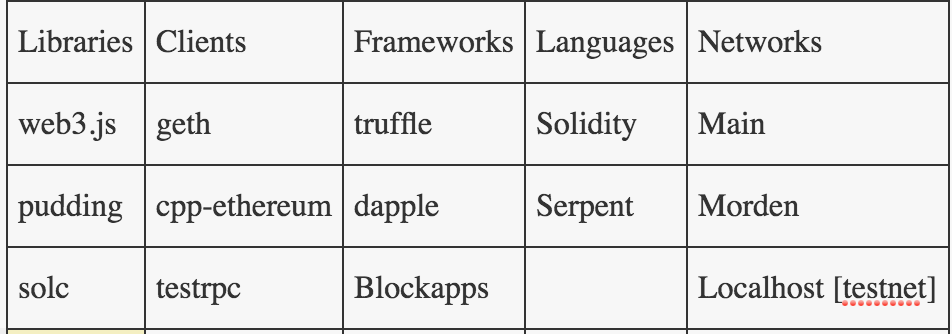 Libraries Clients Frameworks Languages Networks
web3.js geth truffle Solidity Main
pudding cpp-ethereum dapple Serpent Morden
solc testrpc Blockapps Localhost [testnet]